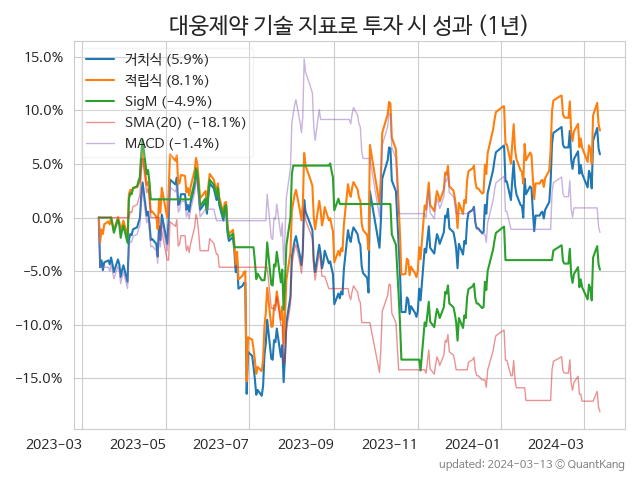 대웅제약 기술 지표로 투자 시 성과 (1년)
15.0%
10.0%
5.0%
0.0%
−5.0%
−10.0%
−15.0%
거치식 (5.9%)
적립식 (8.1%)
SigM (−4.9%)
SMA(20) (−18.1%)
MACD (−1.4%)
2023-03
2023-05
2023-07
2023-09
2023-11
2024-01
2024-03
updated: 2024-03-13 ⓒ QuantKang